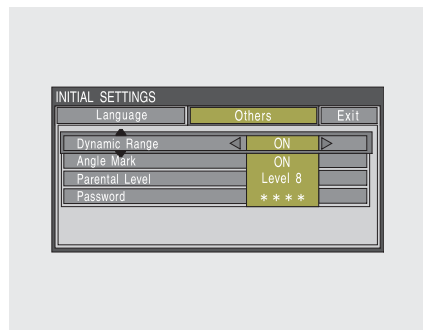 INITIAL SETTINGS
Language Others Exit
Dynamic Range ON
Angle Mark ON
Parental Level Level 8
Password ****